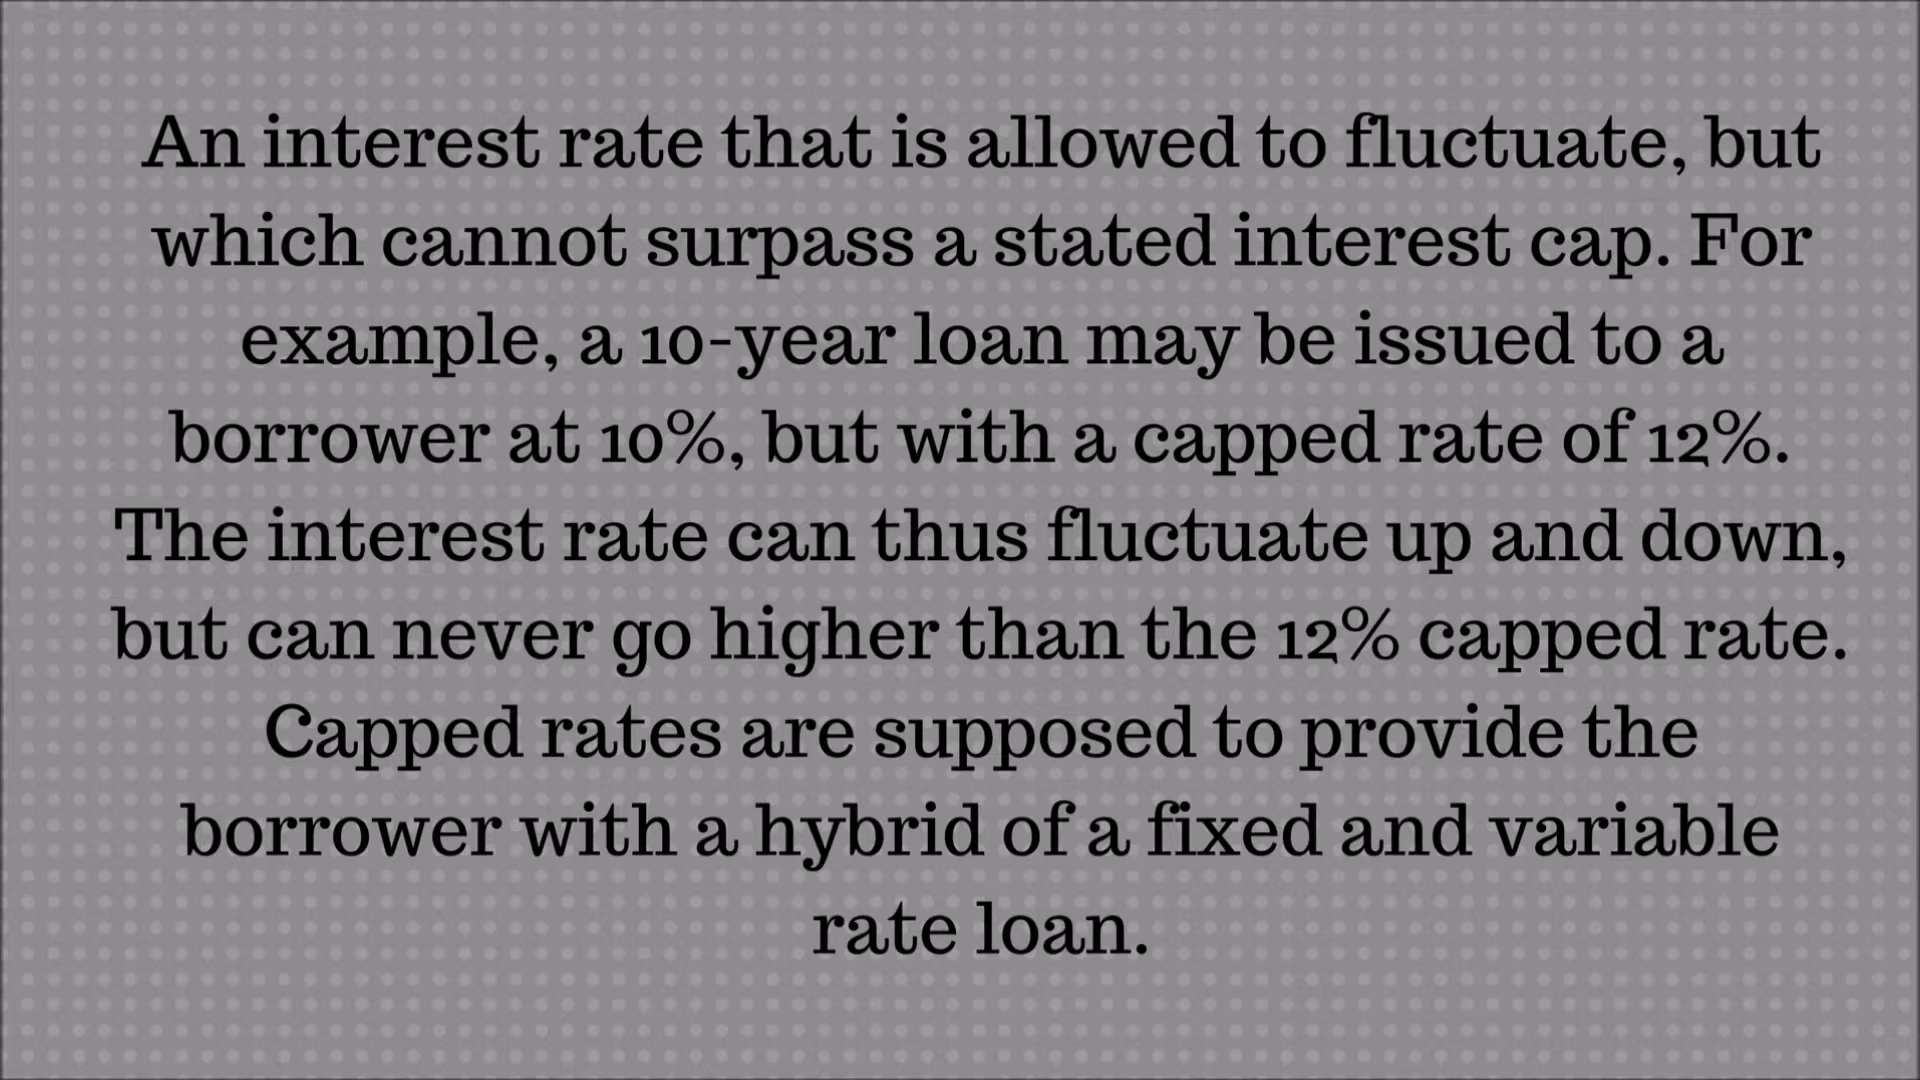 An interest rate that is allowed to fluctuate, but
which cannot surpass a stated interest cap. For
example, a 10-year loan may be issued to a
borrower at 10%, but with a capped rate of 12%.
The interest rate can thus fluctuate up and down,
but can never go higher than the 12% capped rate.
Capped rates are supposed to provide the
borrower with a hybrid of a fixed and variable
rate loan.